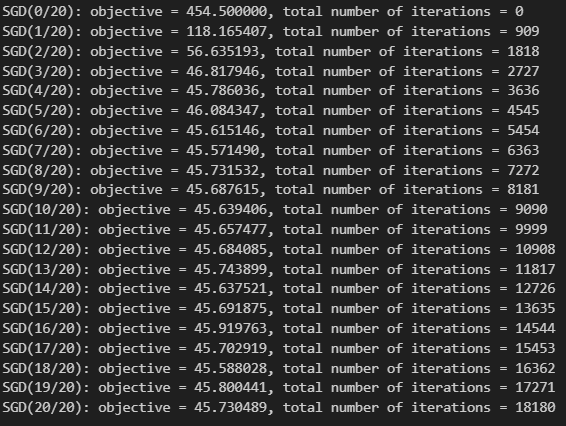 SGD(0/20): objective = 454.500000, total number of iterations = 0
SGD(1/20): objective = 118.165407, total number of iterations = 909
SGD(2/20): objective = 56.635193, total number of iterations = 1818
SGD(3/20): objective = 46.817946, total number of iterations = 2727
SGD(4/20): objective = 45.786036, total number of iterations = 3636
SGD(5/20): objective = 46.084347, total number of iterations = 4545
SGD(6/20): objective = 45.615146, total number of iterations = 5454
SGD(7/20): objective = 45.571490, total number of iterations = 6363
SGD(8/20): objective = 45.731532, total number of iterations = 7272
SGD(9/20): objective = 45.687615, total number of iterations = 8181
SGD(10/20): objective = 45.639406, total number of iterations = 9090
SGD(11/20): objective = 45.657477, total number of iterations = 9999
SGD(12/20): objective = 45.684085, total number of iterations = 10908
SGD(13/20): objective = 45.743899, total number of iterations = 11817
SGD(14/20): objective = 45.637521, total number of iterations = 12726
SGD(15/20): objective = 45.691875, total number of iterations = 13635
SGD(16/20): objective = 45.919763, total number of iterations = 14544
SGD(17/20): objective = 45.702919, total number of iterations = 15453
SGD(18/20): objective = 45.588028, total number of iterations = 16362
SGD(19/20): objective = 45.800441, total number of iterations = 17271
SGD(20/20): objective = 45.730489, total number of iterations = 18180